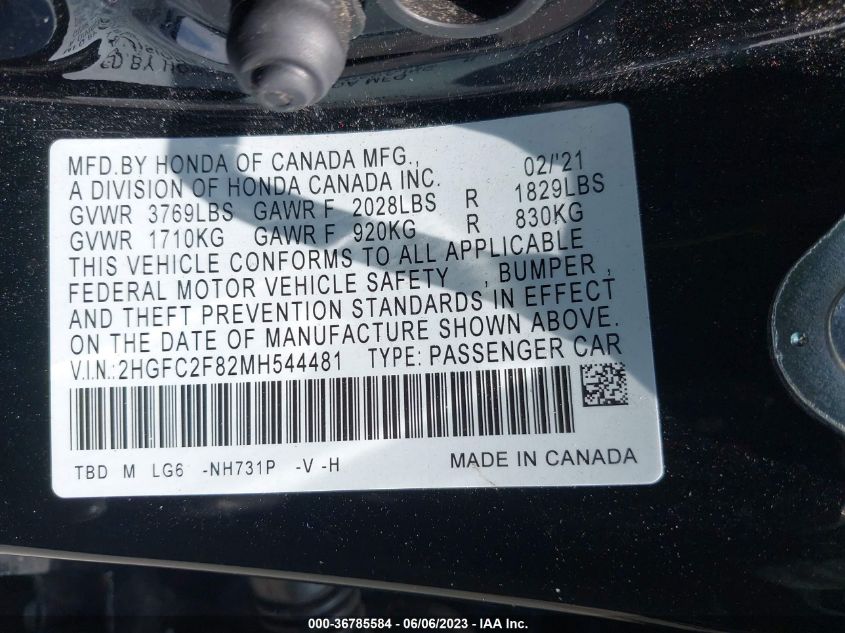 MFD.BY HONDA OF CANADA MFG., 02/'21
A DIVISION OF HONDA CANADA INC.
GVWR 3769LBS GAWR F 2028LBS R 1829LBS
GVWR 1710KG GAWR F 920KG R 830KG
THIS VEHICLE CONFORMS TO ALL APPLICABLE
FEDERAL MOTOR VEHICLE SAFETY , BUMPER ,
AND THEFT PREVENTION STANDARDS IN EFFECT
ON THE DATE OF MANUFACTURE SHOWN ABOVE.
V.I.N.:2HGFC2F82MH544481 TYPE: PASSENGER CAR
TBD M LG6 -NH731P -V -H MADE IN CANADA
000-36785584 - 06/06/2023 - IAA Inc.